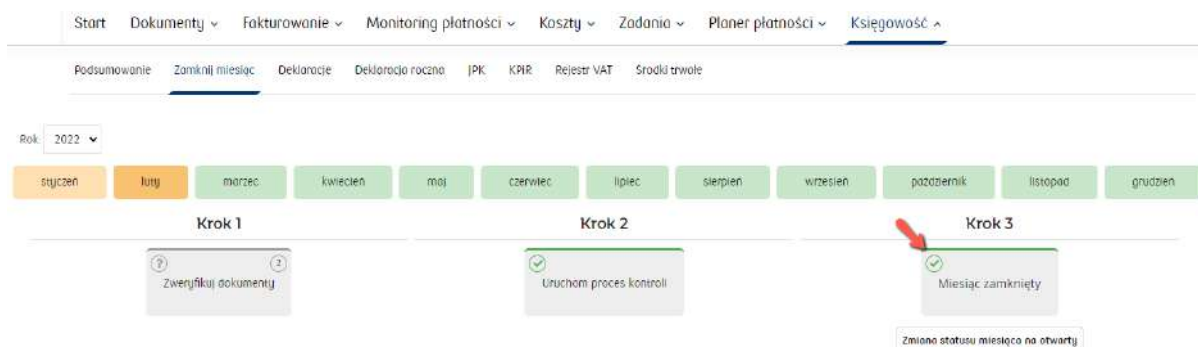 Start Dokumenty Fakturowanie Monitoring płatności Koszty Zadania Planer płatności Księgowość
Podsumowanie Zamknij miesiąc Deklaracje Deklaracja roczna JPK KPiR Rejestr VAT Środki trwałe
Rok 2022
styczeń luty marzec kwiecień maj czerwiec lipiec sierpień wrzesień październik listopad grudzień
Krok 1 Krok 2 Krok 3
? 2
Zweryfikuj dokumenty Uruchom proces kontroli Miesiąc zamknięty
Zmiana statusu miesiąca na otwarty